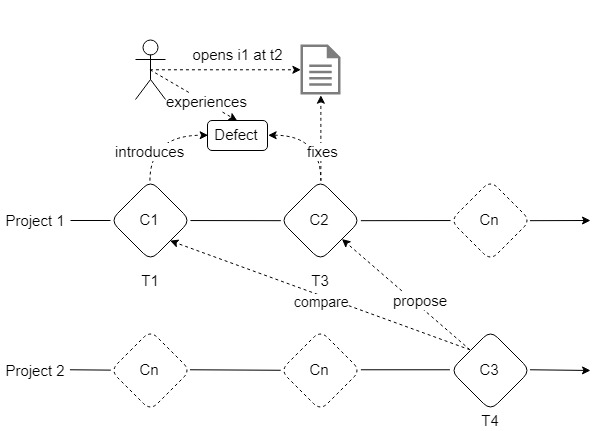 opens i1 at t2
experiences
Defect
introduces
fixes
Project 1
C1
C2
Cn
T1
T3
compare
propose
Project 2
Cn
Cn
C3
T4